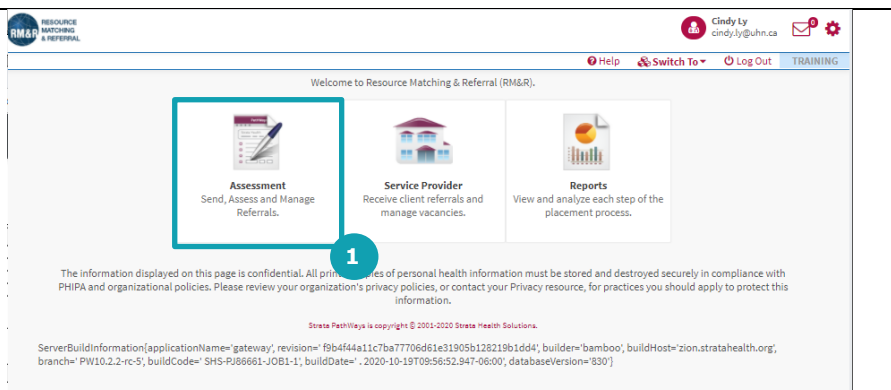 RM&R RESOURCE
MATCHING
& REFERRAL
Cindy Ly
cindy.ly@uhn.ca
0
Help Switch To Log Out TRAINING
Welcome to Resource Matching & Referral (RM&R).
Assessment
Send, Assess and Manage
Referrals.
Service Provider
Receive client referrals and
manage vacancies.
Reports
View and analyze each step of the
placement process.
1
The information displayed on this page is confidential. All print of personal health information must be stored and destroyed securely in compliance with
PHIPA and organizational policies. Please review your organization's privacy policies, or contact your Privacy resource, for practices you should apply to protect this
information.
Strata PathWays is copyright © 2001-2020 Strata Health Solutions.
ServerBuildInformation{applicationName='gateway', revision=' f9b4f44a11c7ba77706d61e31905b128219b1dd4', builder='bamboo', buildHost='zion.stratahealth.org',
branch=' PW10.2.2-rc-5', buildCode=' SHS-PJ86661-JOB1-1', buildDate=' . 2020-10-19T09:56:52.947-06:00', databaseVersion='830'}